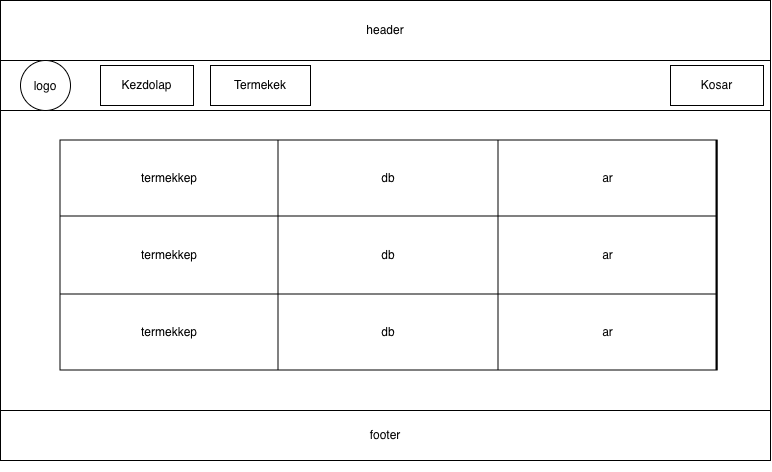 header
logo
Kezdolap
Termekek
Kosar
termekkep
db
ar
termekkep
db
ar
termekkep
db
ar
footer